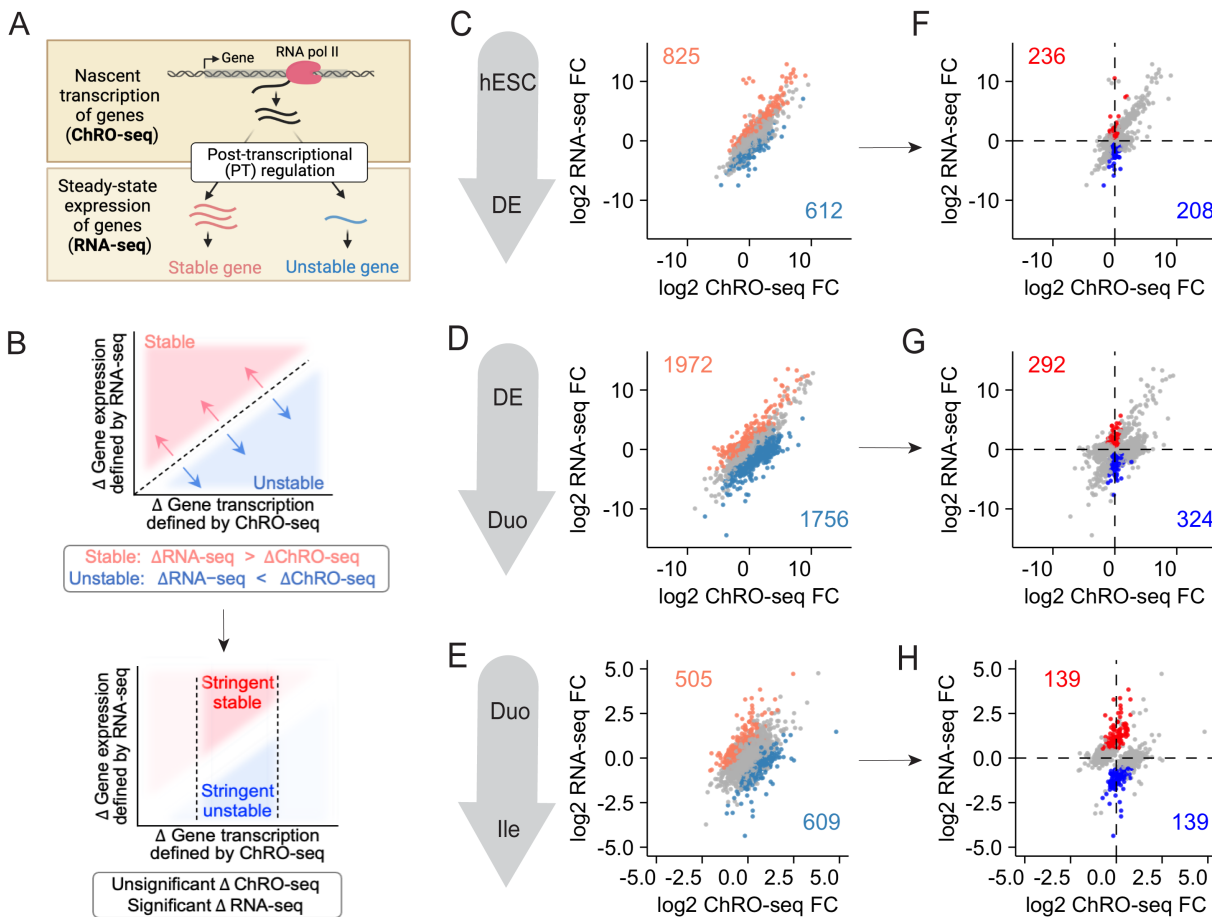 A
Gene
RNA pol II
Nascent
transcription
of genes
(ChRO-seq)
Post-transcriptional
(PT) regulation
Steady-state
expression
of genes
(RNA-seq)
Stable gene
Unstable gene
B
Stable
Unstable
Δ Gene expression
defined by RNA-seq
Δ Gene transcription
defined by ChRO-seq
Stable: ΔRNA-seq > ΔChRO-seq
Unstable: ΔRNA−seq < ΔChRO-seq
Stringent
stable
Stringent
unstable
Δ Gene expression
defined by RNA-seq
Δ Gene transcription
defined by ChRO-seq
Unsignificant Δ ChRO-seq
Significant Δ RNA-seq
C
hESC
DE
log2 RNA-seq FC
10
0
-10
825
612
-10
0
10
log2 ChRO-seq FC
F
log2 RNA-seq FC
10
0
-10
236
208
-10
0
10
log2 ChRO-seq FC
D
DE
Duo
log2 RNA-seq FC
10
0
-10
1972
1756
-10
0
10
log2 ChRO-seq FC
G
log2 RNA-seq FC
10
0
-10
292
324
-10
0
10
log2 ChRO-seq FC
E
Duo
Ile
log2 RNA-seq FC
5.0
2.5
0.0
-2.5
-5.0
505
609
-5.0
-2.5
0.0
2.5
5.0
log2 ChRO-seq FC
H
log2 RNA-seq FC
5.0
2.5
0.0
-2.5
-5.0
139
139
-5.0
-2.5
0.0
2.5
5.0
log2 ChRO-seq FC